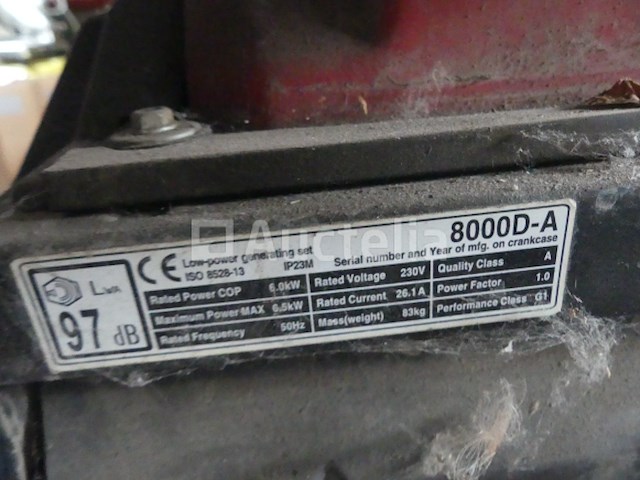 8000D-A
CE Low-power generating set
ISO 8528-13 IP23M Serial number and Year of mfg. on crankcase
LWA
97 dB
Rated Power COP 6.0kW Rated Voltage 230V Quality Class A
Maximum Power MAX 6.5kW Rated Current 26.1A Power Factor 1.0
Rated Frequency 50Hz Mass(weight) 83kg Performance Class G1
Auctelia